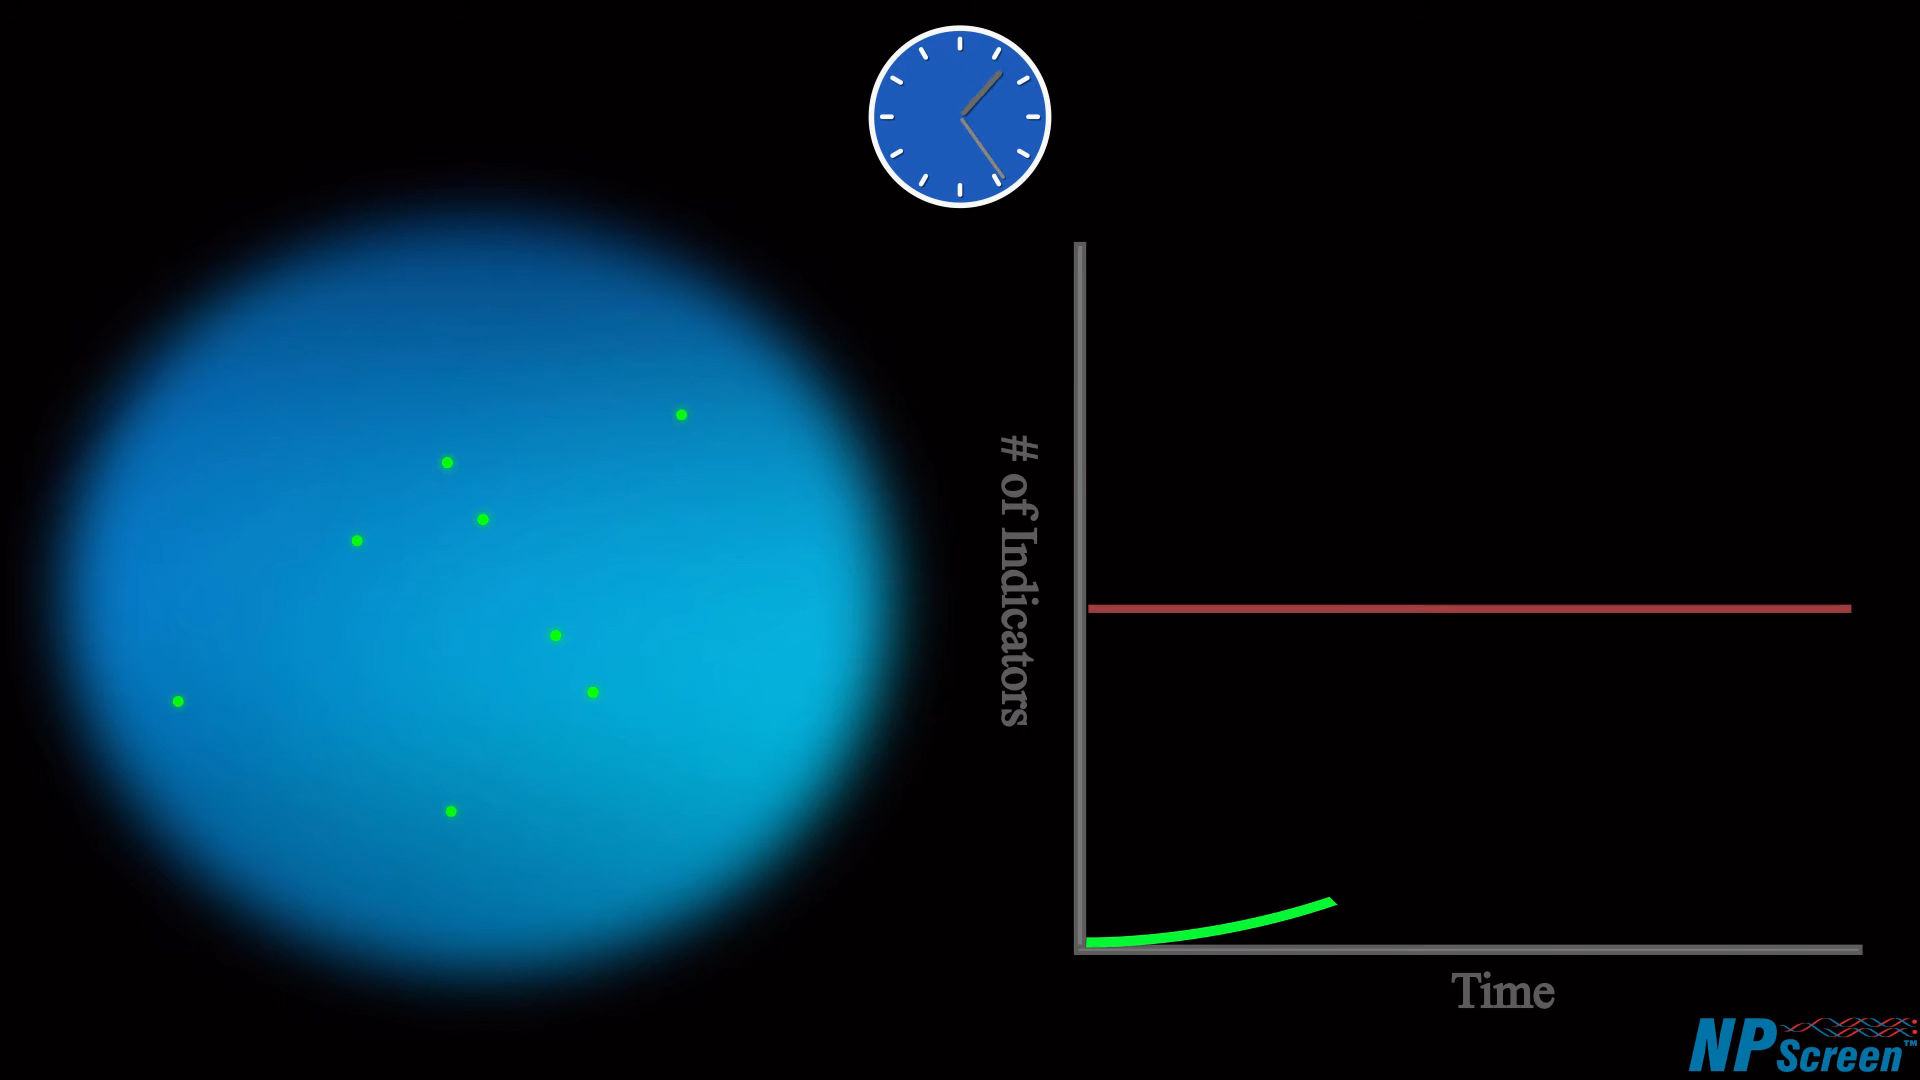 # of Indicators
Time
NPScreen™